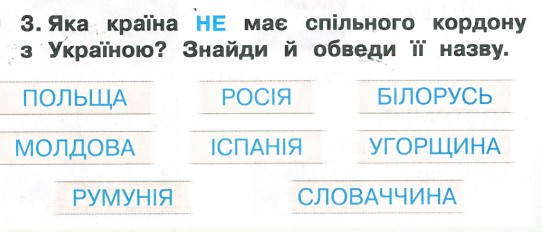 3. Яка країна НЕ має спільного кордону
з Україною? Знайди й обведи її назву.
ПОЛЬЩА РОСІЯ БІЛОРУСЬ
МОЛДОВА ІСПАНІЯ УГОРЩИНА
РУМУНІЯ СЛОВАЧЧИНА